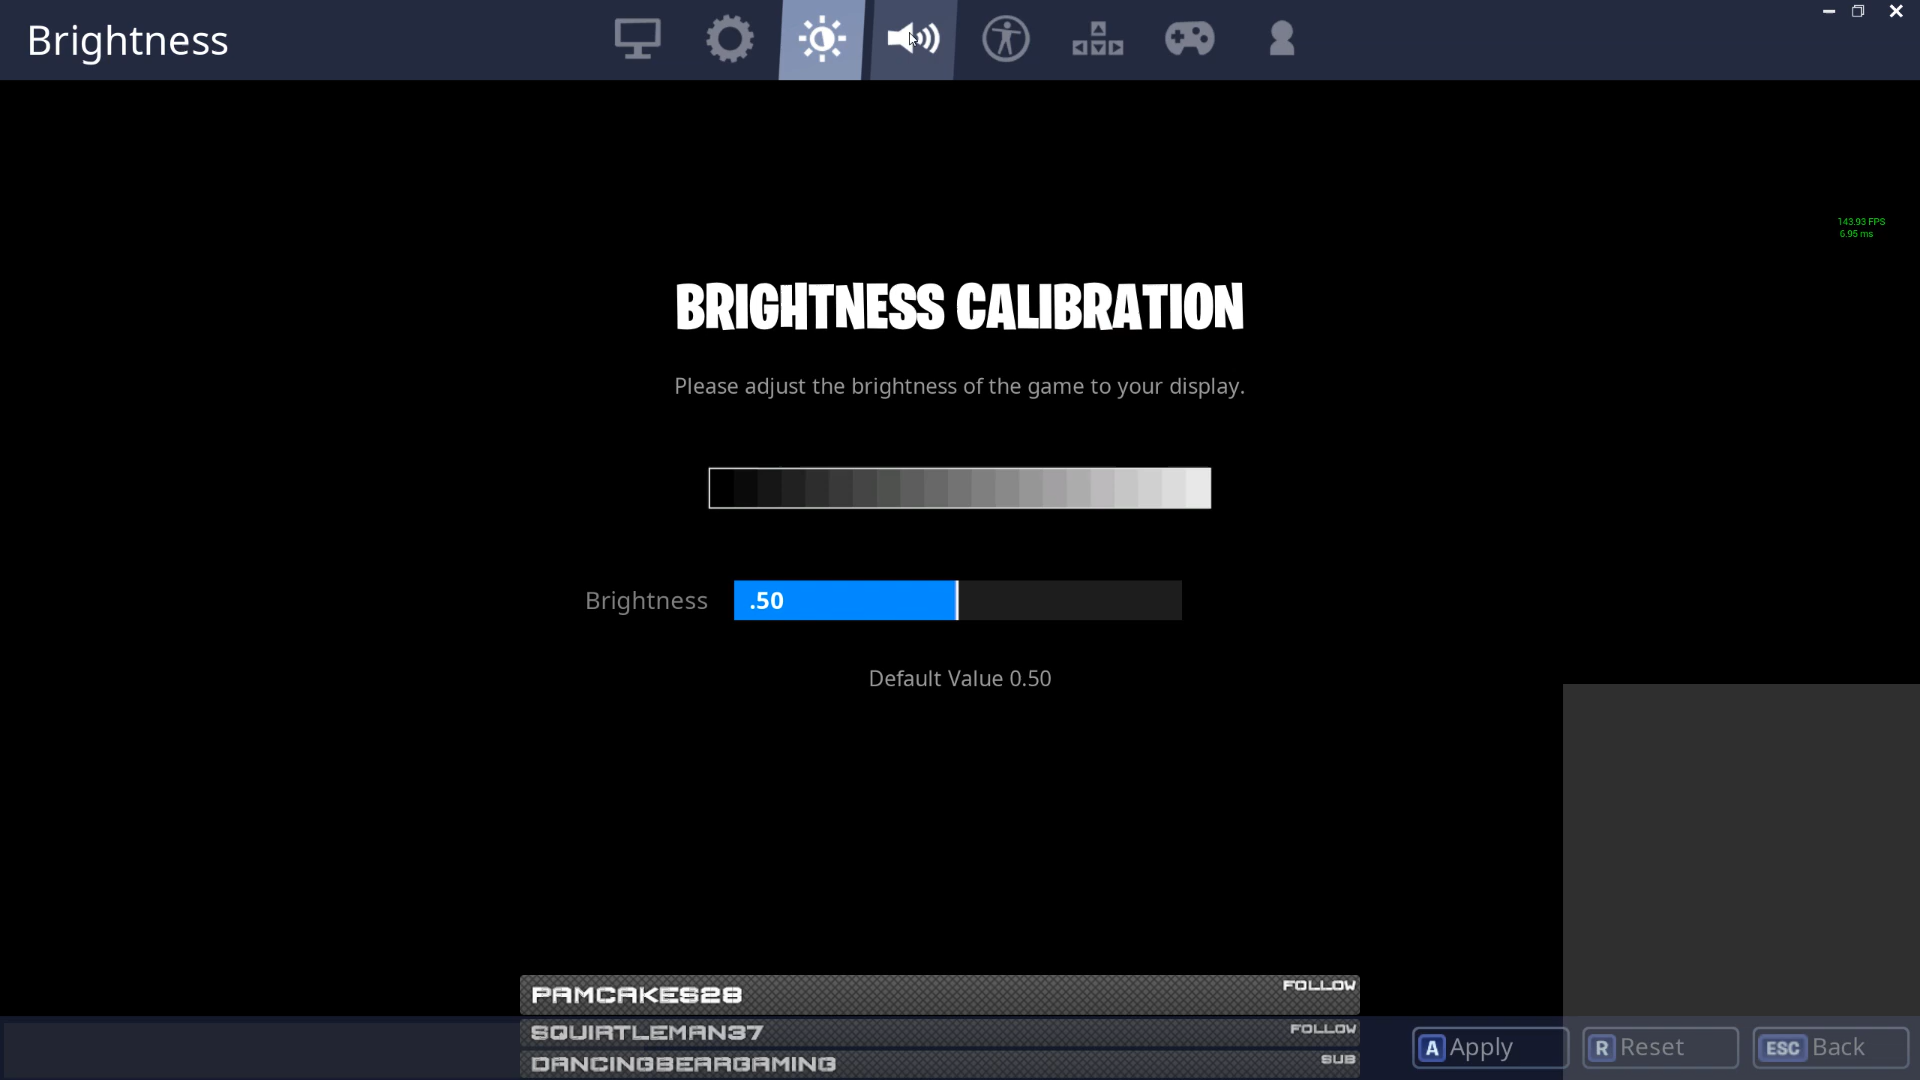 Brightness
143.93 FPS
6.95 ms
BRIGHTNESS CALIBRATION
Please adjust the brightness of the game to your display.
Brightness .50
Default Value 0.50
PAMCAKES28 FOLLOW
SQUIRTLEMAN37 FOLLOW
DANCINGBEARGAMING SUB
A Apply R Reset ESC Back